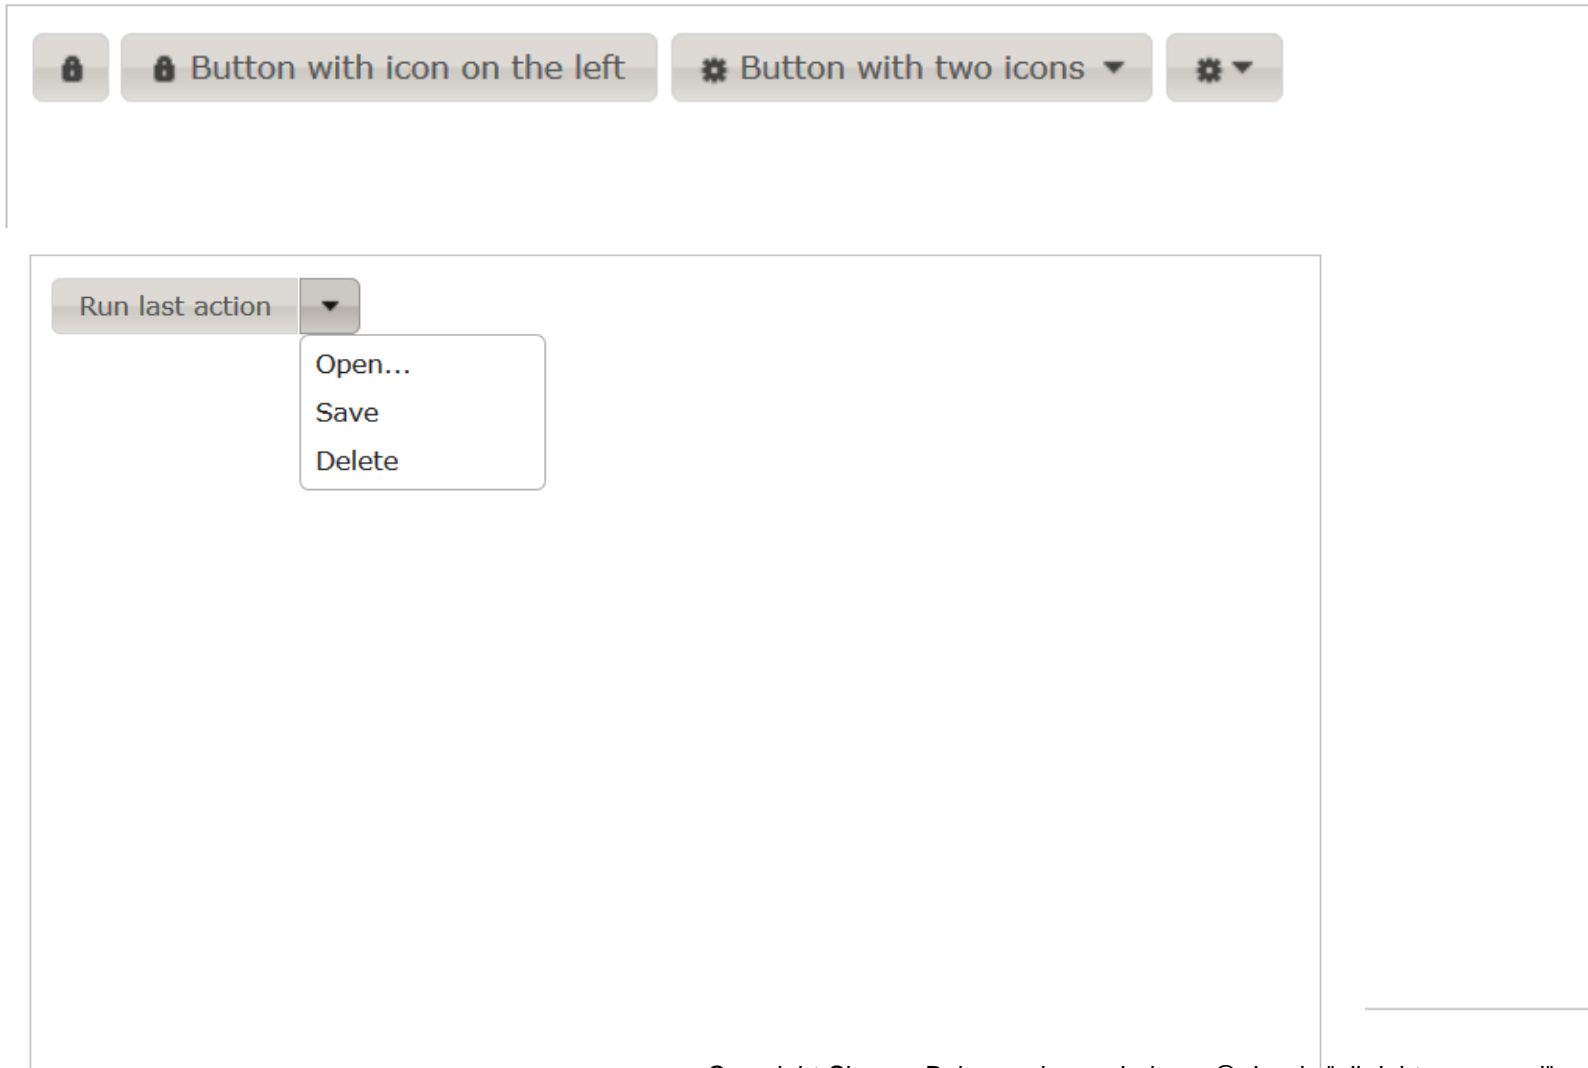 Button with icon on the left
Button with two icons
Run last action
Open...
Save
Delete